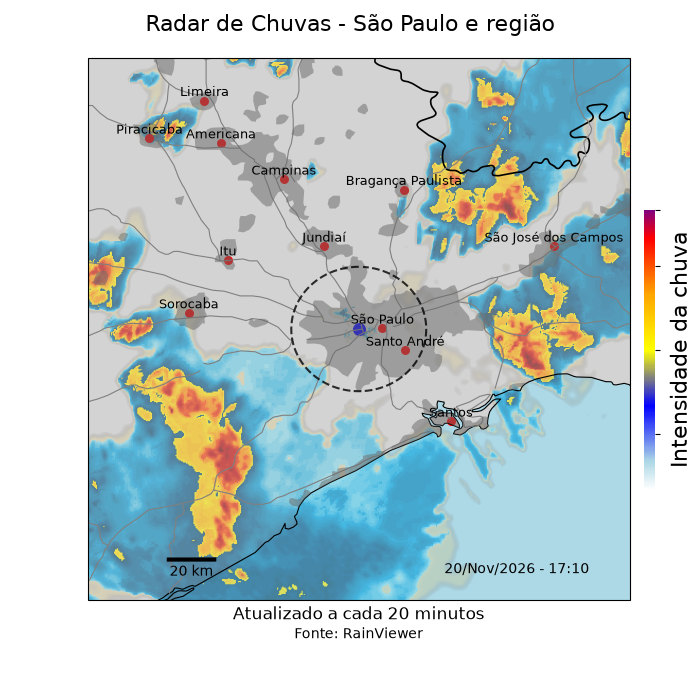 Radar de Chuvas - São Paulo e região
Limeira
Piracicaba
Americana
Campinas
Bragança Paulista
Jundiaí
São José dos Campos
Itu
Sorocaba
São Paulo
Santo André
Santos
Intensidade da chuva
20 km
20/Nov/2026 - 17:10
Atualizado a cada 20 minutos
Fonte: RainViewer